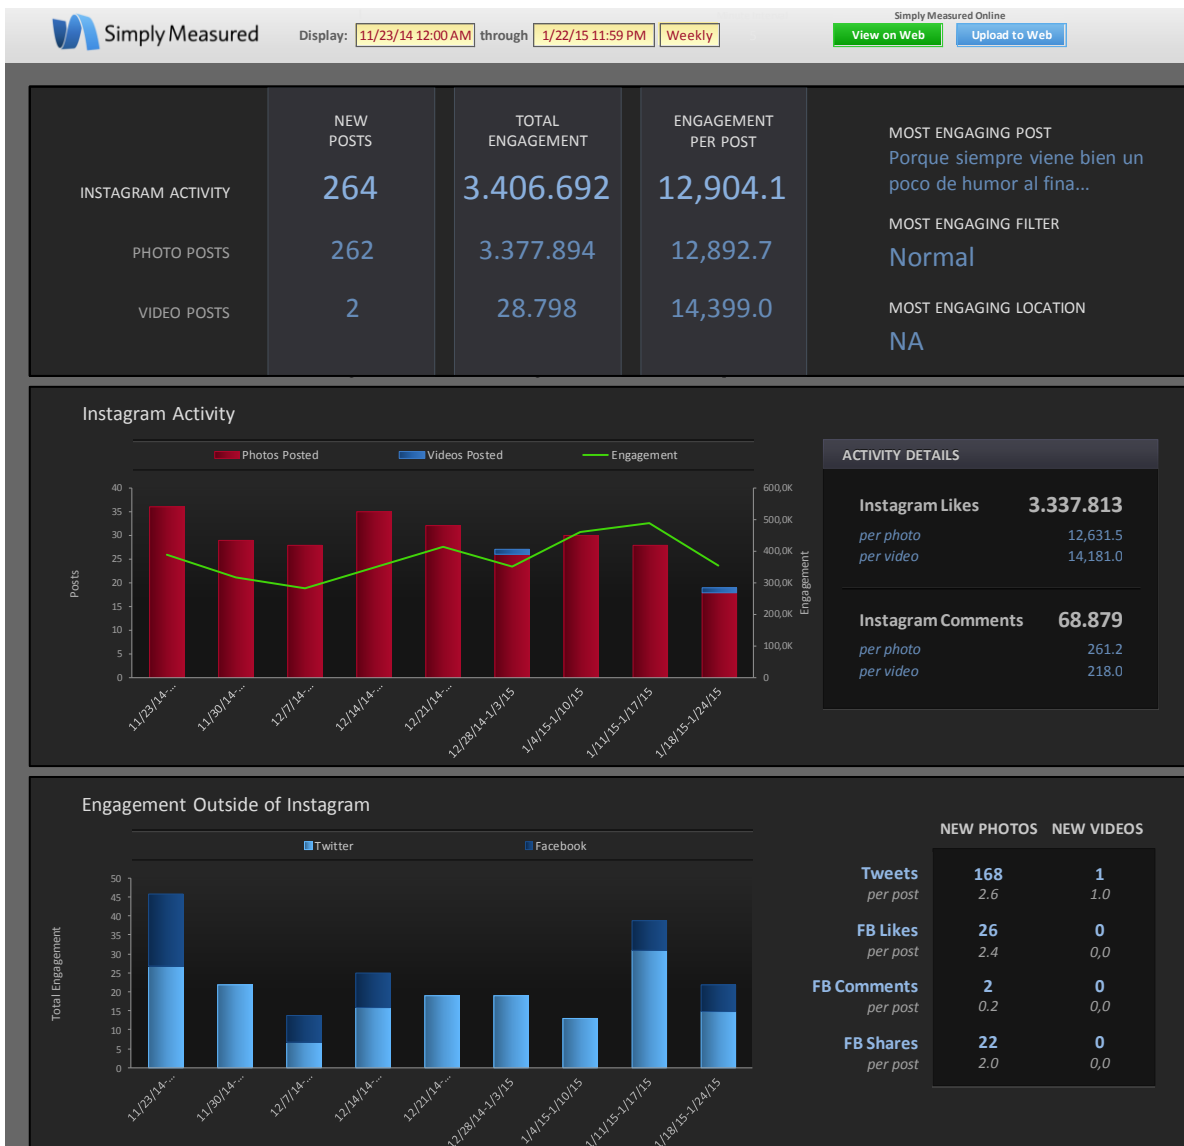 Simply Measured
Display: 11/23/14 12:00 AM through 1/22/15 11:59 PM Weekly
Simply Measured Online
View on Web Upload to Web
NEW POSTS
TOTAL ENGAGEMENT
ENGAGEMENT PER POST
INSTAGRAM ACTIVITY 264 3.406.692 12,904.1
PHOTO POSTS 262 3.377.894 12,892.7
VIDEO POSTS 2 28.798 14,399.0
MOST ENGAGING POST
Porque siempre viene bien un
poco de humor al fina...
MOST ENGAGING FILTER
Normal
MOST ENGAGING LOCATION
NA
Instagram Activity
Photos Posted Videos Posted Engagement
Posts
40
35
30
25
20
15
10
5
0
600,0K
500,0K
400,0K
300,0K
200,0K
100,0K
0
Engagement
11/23/14-...
11/30/14-...
12/7/14-...
12/14/14-...
12/21/14-...
12/28/14-1/3/15
1/4/15-1/10/15
1/11/15-1/17/15
1/18/15-1/24/15
ACTIVITY DETAILS
Instagram Likes 3.337.813
per photo 12,631.5
per video 14,181.0
Instagram Comments 68.879
per photo 261.2
per video 218.0
Engagement Outside of Instagram
Twitter Facebook
Total Engagement
50
45
40
35
30
25
20
15
10
5
0
11/23/14-...
11/30/14-...
12/7/14-...
12/14/14-...
12/21/14-...
12/28/14-1/3/15
1/4/15-1/10/15
1/11/15-1/17/15
1/18/15-1/24/15
NEW PHOTOS NEW VIDEOS
Tweets 168 1
per post 2.6 1.0
FB Likes 26 0
per post 2.4 0,0
FB Comments 2 0
per post 0.2 0,0
FB Shares 22 0
per post 2.0 0,0